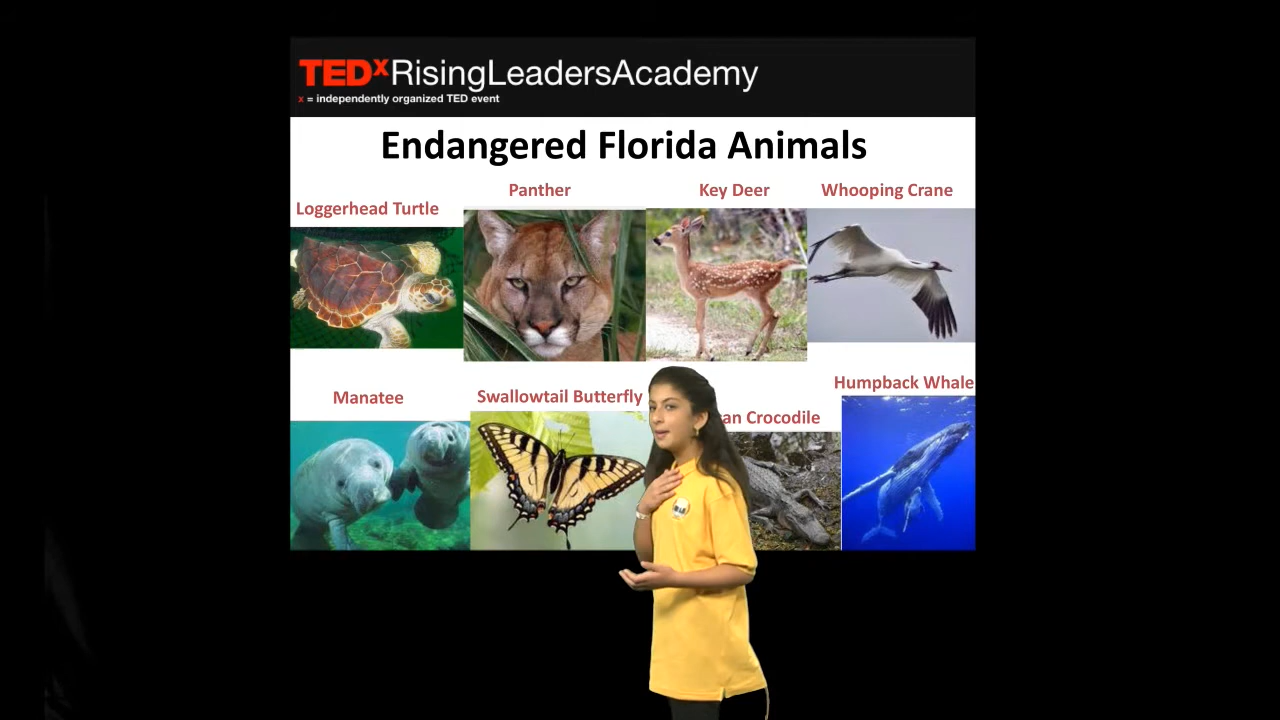 TEDxRisingLeadersAcademy
x = independently organized TED event
Endangered Florida Animals
Panther
Key Deer
Whooping Crane
Loggerhead Turtle
Humpback Whale
Manatee
Swallowtail Butterfly
Crocodile